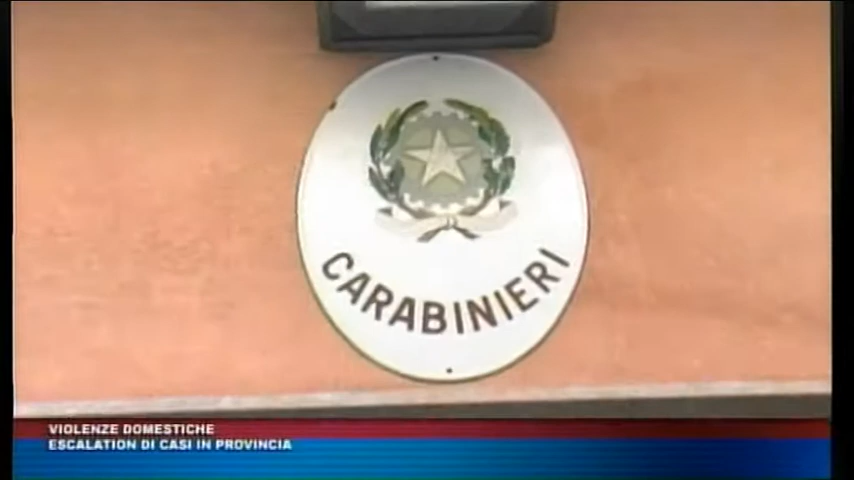 CARABINIERI
VIOLENZE DOMESTICHE
ESCALATION DI CASI IN PROVINCIA